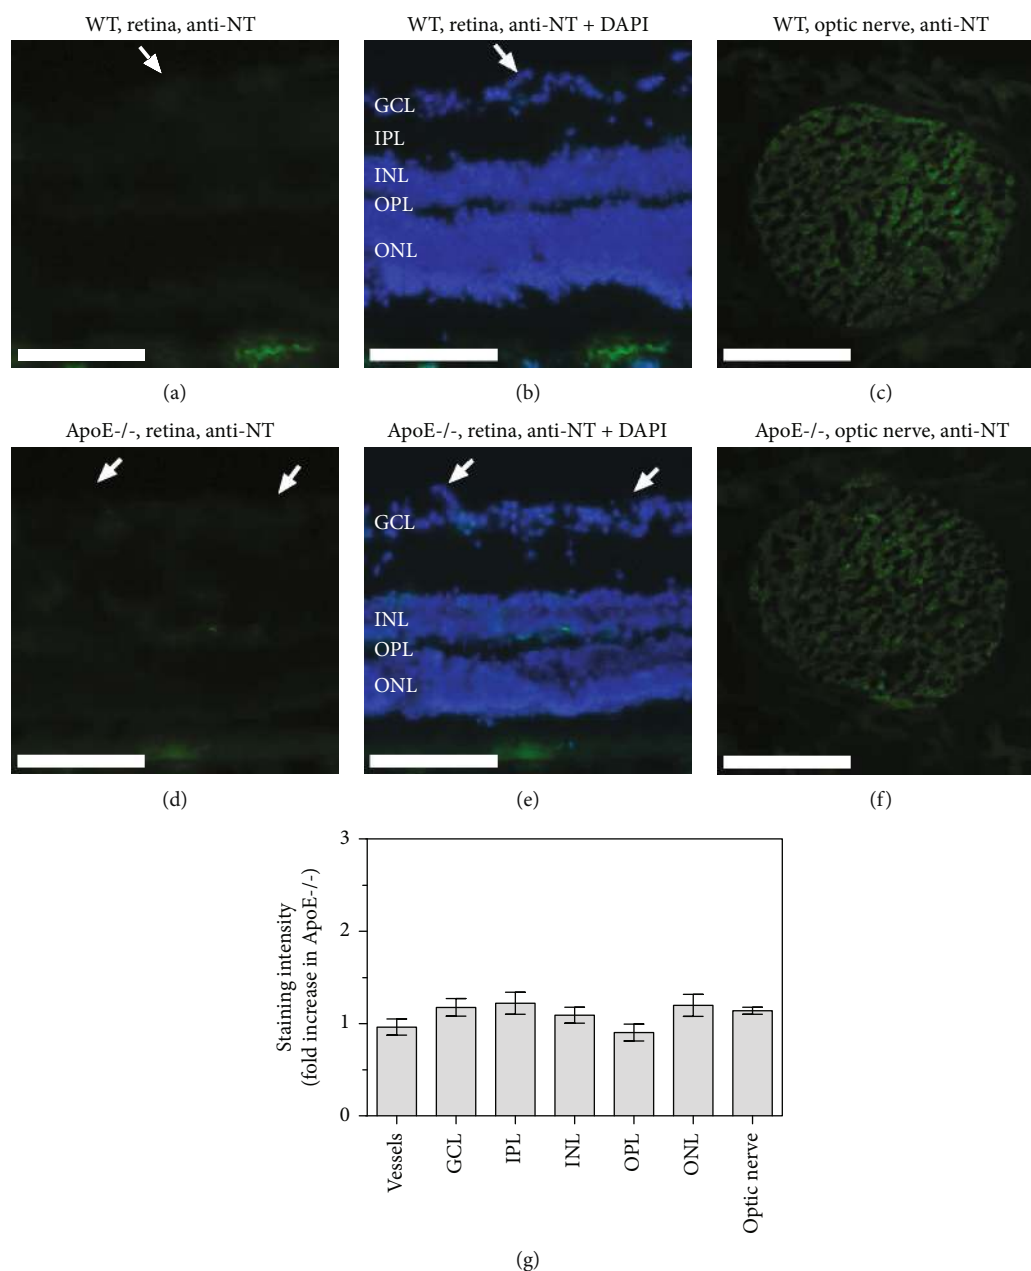 WT, retina, anti-NT
WT, retina, anti-NT + DAPI
WT, optic nerve, anti-NT
GCL
IPL
INL
OPL
ONL
(a)
(b)
(c)
ApoE-/-, retina, anti-NT
ApoE-/-, retina, anti-NT + DAPI
ApoE-/-, optic nerve, anti-NT
GCL
INL
OPL
ONL
(d)
(e)
(f)
Staining intensity
(fold increase in ApoE-/-)
3
2
1
0
Vessels
GCL
IPL
INL
OPL
ONL
Optic nerve
(g)